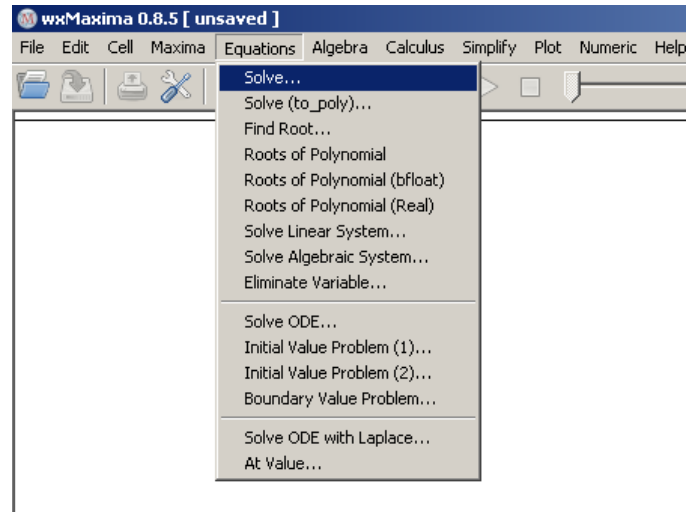 wxMaxima 0.8.5 [ unsaved ]
File Edit Cell Maxima Equations Algebra Calculus Simplify Plot Numeric Help
Solve...
Solve (to_poly)...
Find Root...
Roots of Polynomial
Roots of Polynomial (bfloat)
Roots of Polynomial (Real)
Solve Linear System...
Solve Algebraic System...
Eliminate Variable...
Solve ODE...
Initial Value Problem (1)...
Initial Value Problem (2)...
Boundary Value Problem...
Solve ODE with Laplace...
At Value...